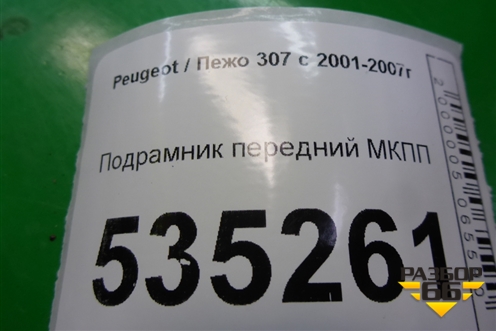 Peugeot / Пежо 307 с 2001-2007г
Подрамник передний МКПП
535261
РАЗБОР
66